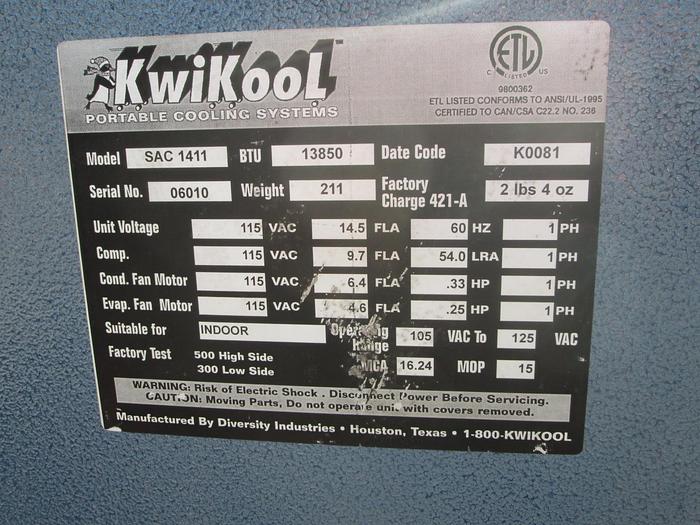 KwiKooL™
PORTABLE COOLING SYSTEMS
ETL
C LISTED US
9800362
ETL LISTED CONFORMS TO ANSI/UL-1995
CERTIFIED TO CAN/CSA C22.2 NO. 236
Model SAC 1411 BTU 13850 Date Code K0081
Serial No. 06010 Weight 211 Factory Charge 421-A 2 lbs 4 oz
Unit Voltage 115 VAC 14.5 FLA 60 HZ 1 PH
Comp. 115 VAC 9.7 FLA 54.0 LRA 1 PH
Cond. Fan Motor 115 VAC 6.4 FLA .33 HP 1 PH
Evap. Fan Motor 115 VAC 4.6 FLA .25 HP 1 PH
Suitable for INDOOR Operating Range 105 VAC To 125 VAC
Factory Test 500 High Side MCA 16.24 MOP 15
300 Low Side
WARNING: Risk of Electric Shock . Disconnect Power Before Servicing.
CAUTION: Moving Parts, Do not operate unit with covers removed.
Manufactured By Diversity Industries • Houston, Texas • 1-800-KWIKOOL